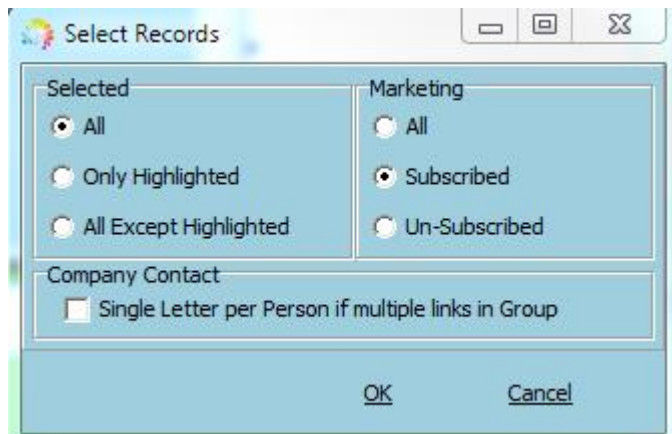 Select Records
Selected
All
Only Highlighted
All Except Highlighted
Marketing
All
Subscribed
Un-Subscribed
Company Contact
Single Letter per Person if multiple links in Group
OK
Cancel